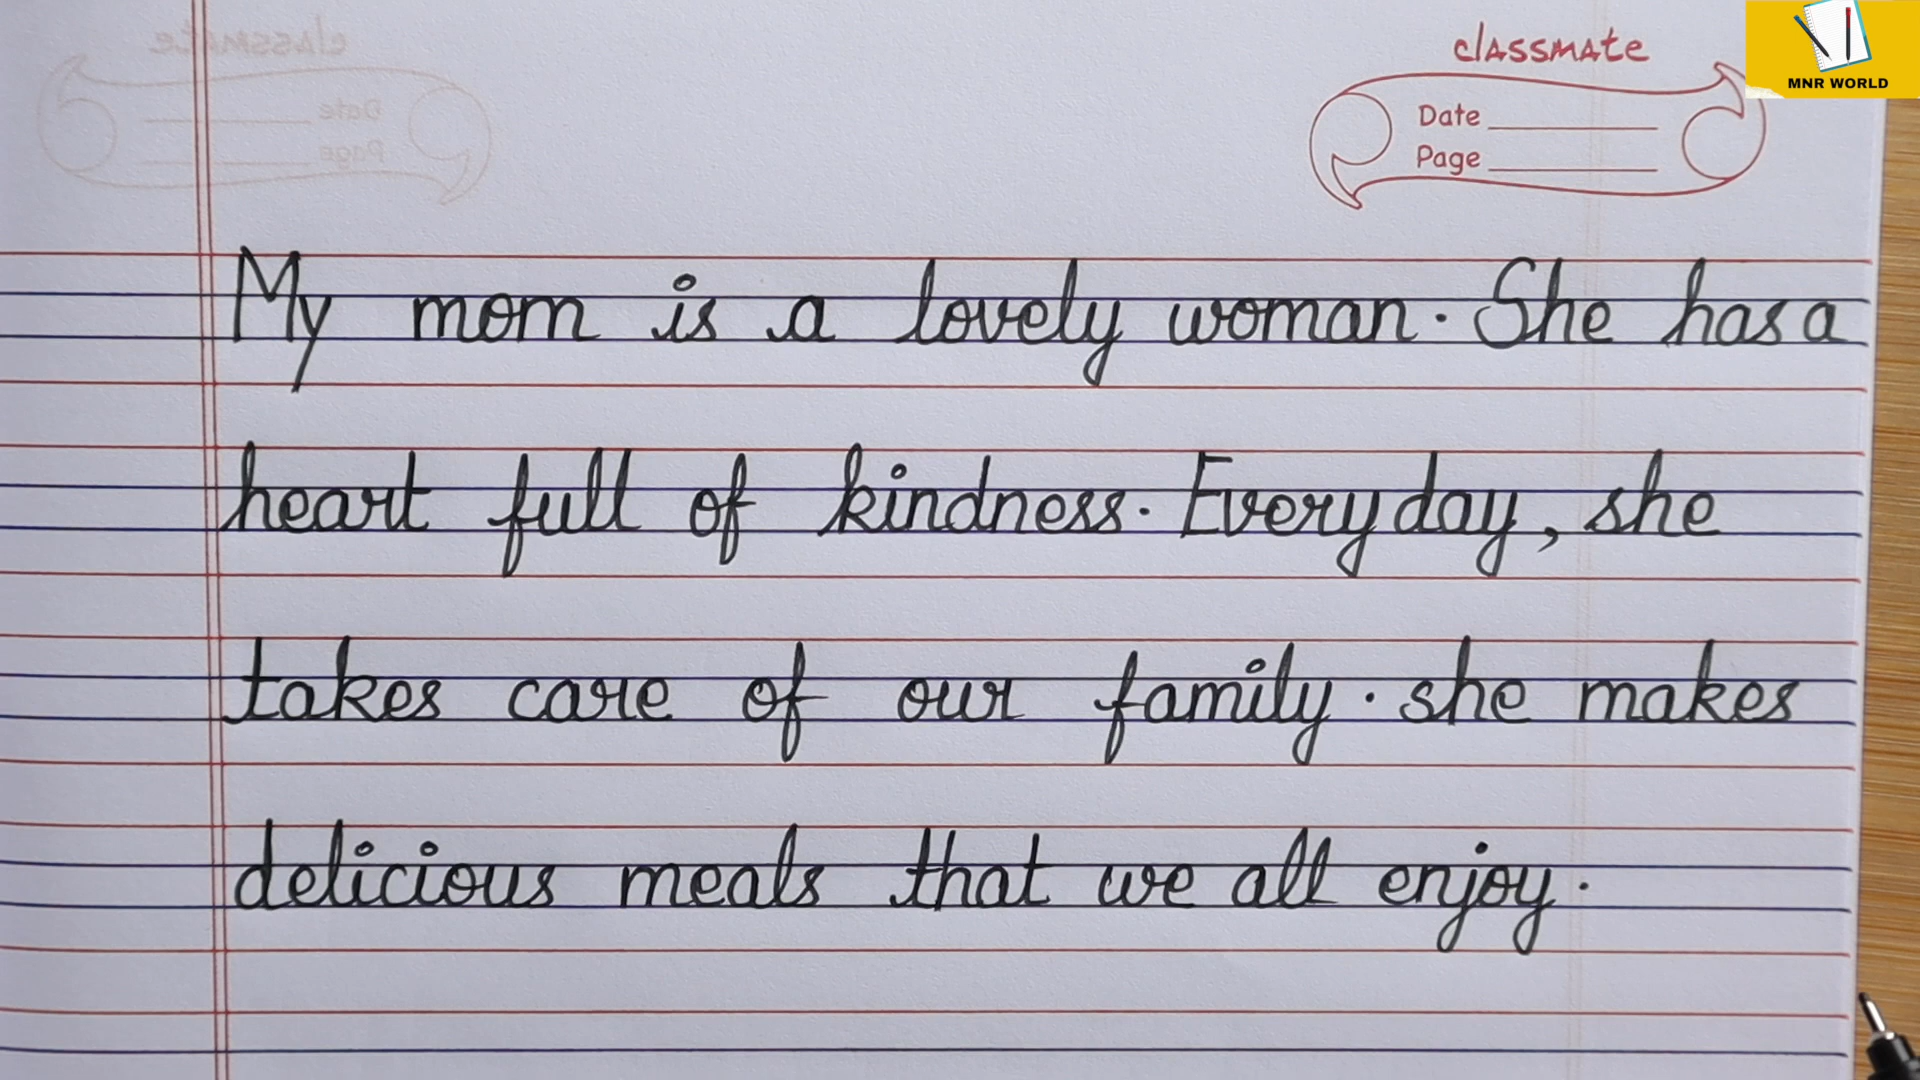 classmate
Date
Page
MNR WORLD
My mom is a lovely woman. She has a
heart full of kindness. Everyday, she
takes care of our family. she makes
delicious meals that we all enjoy.